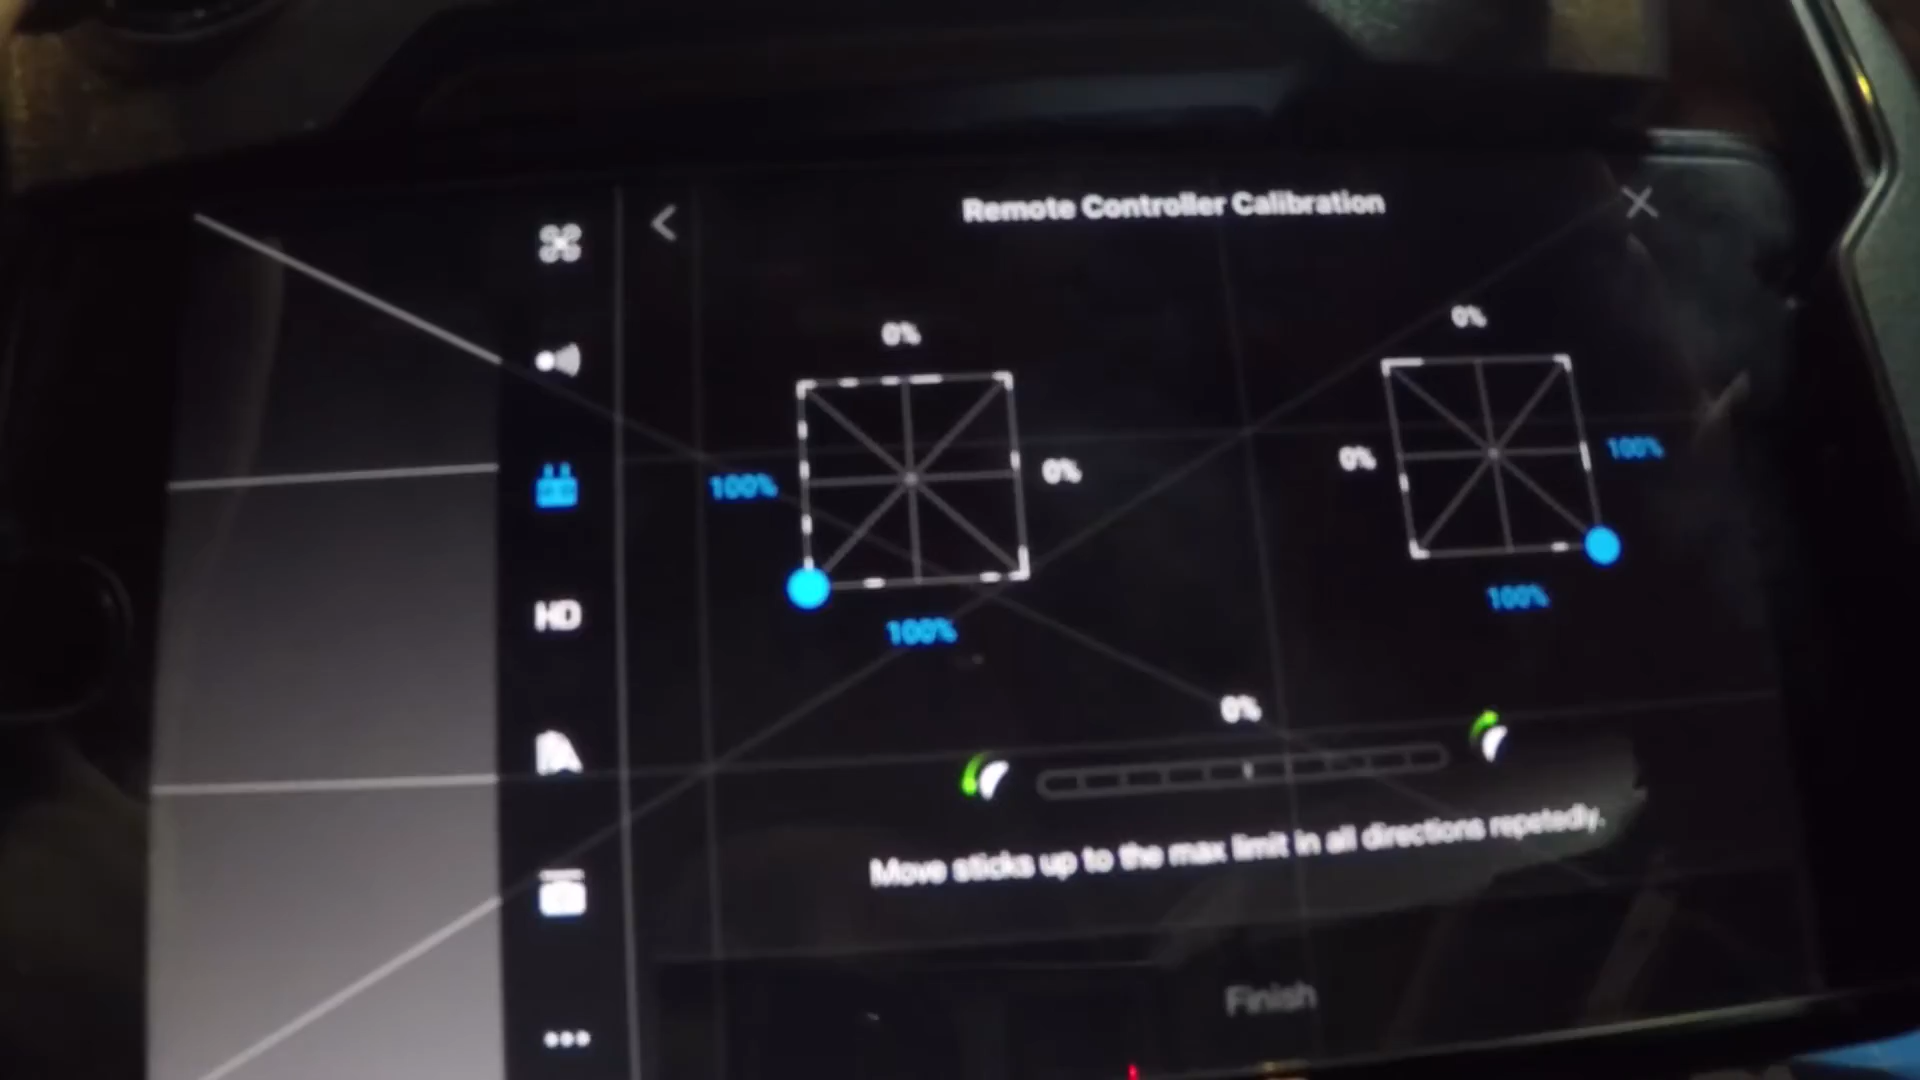 Remote Controller Calibration
0%
0%
100%
0%
0%
100%
100%
100%
HD
0%
Move sticks up to the max limit in all directions repetedly.
Finish